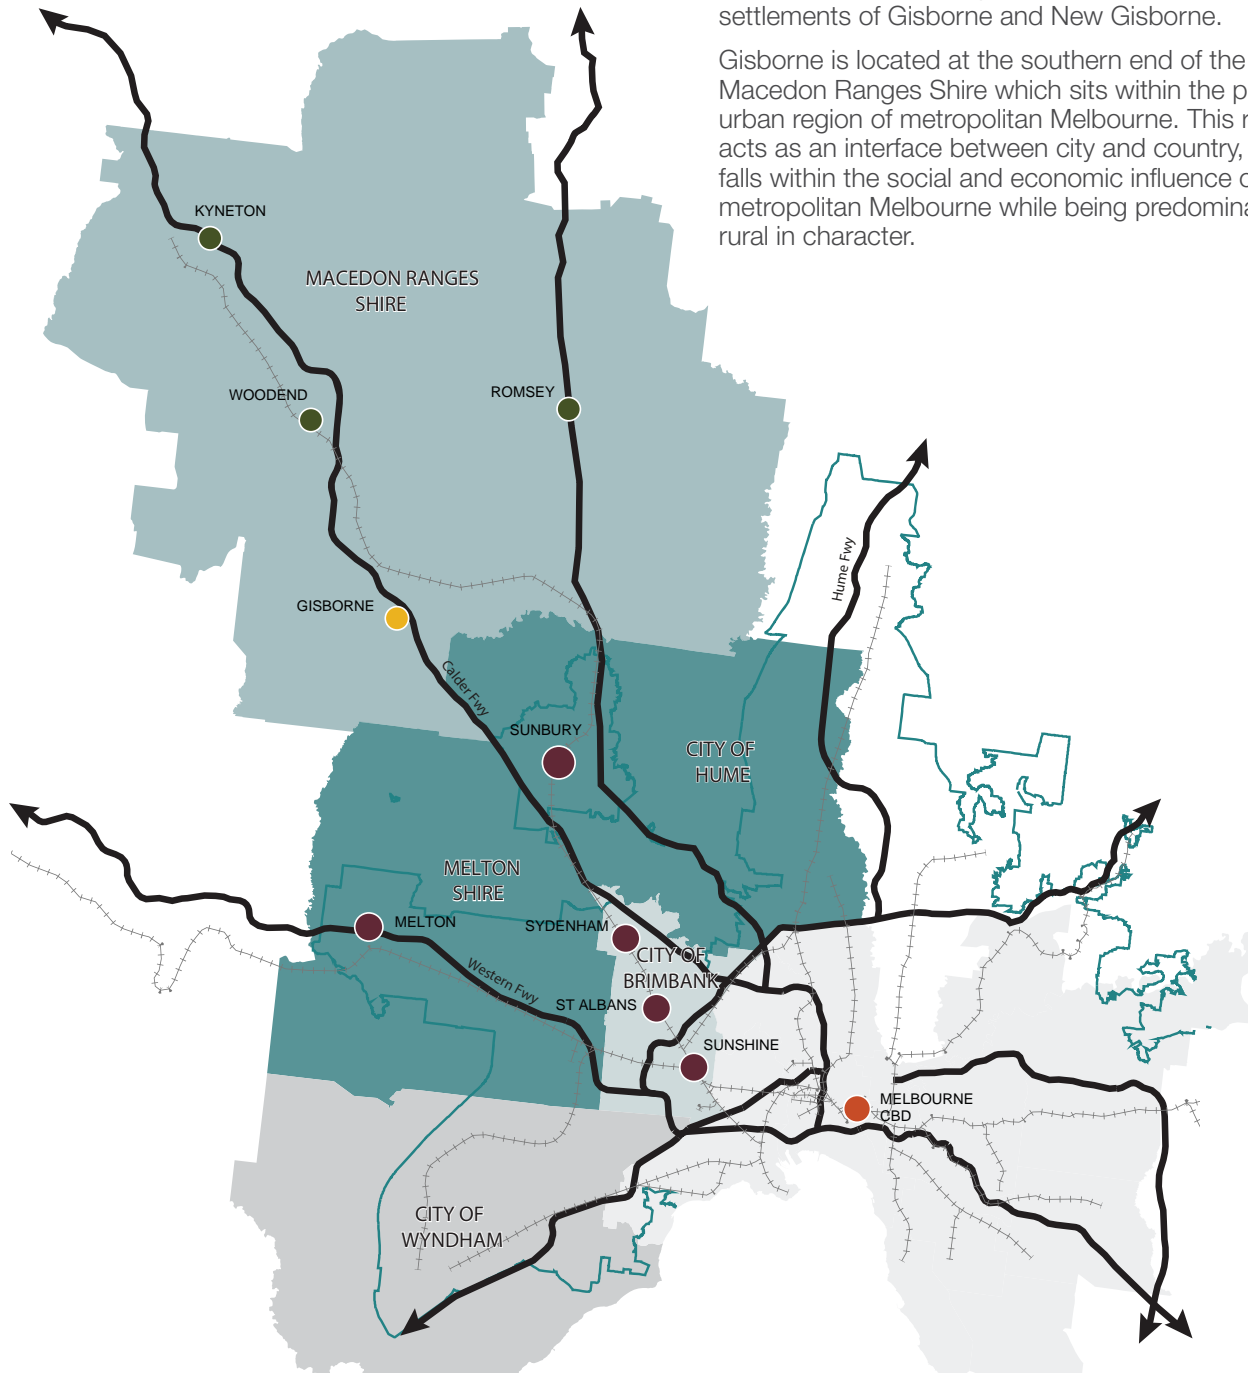 settlements of Gisborne and New Gisborne.
Gisborne is located at the southern end of the
Macedon Ranges Shire which sits within the
urban region of metropolitan Melbourne. This
acts as an interface between city and country,
falls within the social and economic influence
metropolitan Melbourne while being
rural in character.
KYNETON
MACEDON RANGES
SHIRE
WOODEND
ROMSEY
Hume Fwy
GISBORNE
Calder Fwy
SUNBURY
CITY OF
HUME
MELTON
SHIRE
MELTON
SYDENHAM
CITY OF
BRIMBANK
Western Fwy
ST ALBANS
SUNSHINE
MELBOURNE
CBD
CITY OF
WYNDHAM